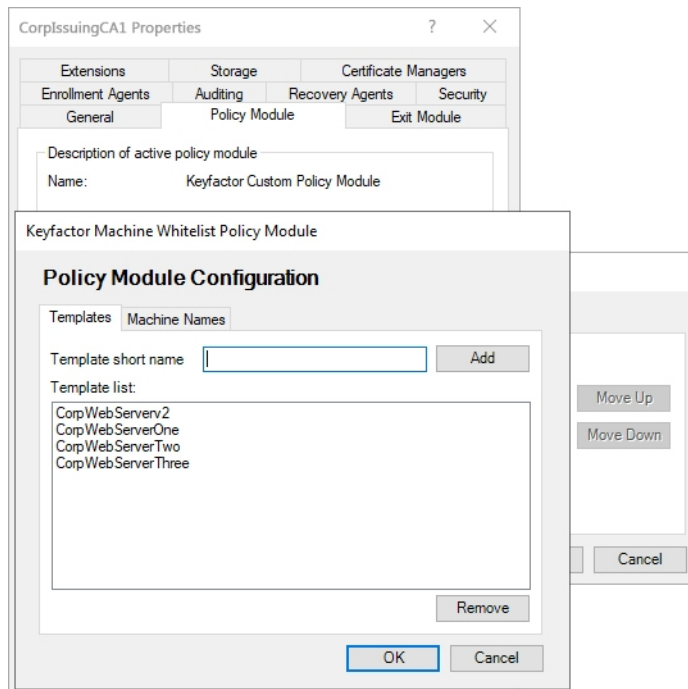 CorpIssuingCA1 Properties
?
Extensions Storage Certificate Managers
Enrollment Agents Auditing Recovery Agents Security
General Policy Module Exit Module
Description of active policy module
Name: Keyfactor Custom Policy Module
Keyfactor Machine Whitelist Policy Module
Policy Module Configuration
Templates Machine Names
Template short name Add
Template list:
CorpWebServerv2
CorpWebServerOne
CorpWebServerTwo
CorpWebServerThree
Remove
OK Cancel
Move Up
Move Down
Cancel